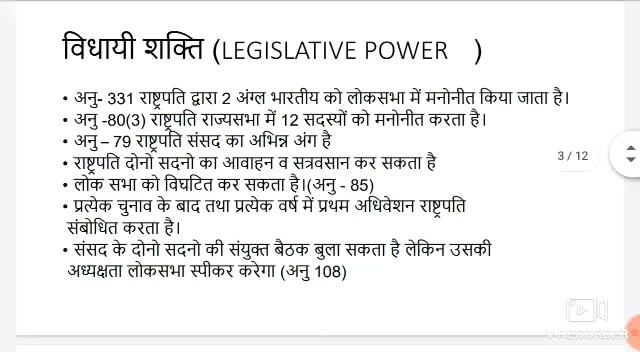 विधायी शक्ति (LEGISLATIVE POWER )
• अनु- 331 राष्ट्रपति द्वारा 2 अंग्ल भारतीय को लोकसभा में मनोनीत किया जाता है।
• अनु -80(3) राष्ट्रपति राज्यसभा में 12 सदस्यों को मनोनीत करता है।
• अनु – 79 राष्ट्रपति संसद का अभिन्न अंग है
• राष्ट्रपति दोनो सदनो का आवाहन व सत्रवसान कर सकता है
3 / 12
• लोक सभा को विघटित कर सकता है।(अनु - 85)
• प्रत्येक चुनाव के बाद तथा प्रत्येक वर्ष में प्रथम अधिवेशन राष्ट्रपति
संबोधित करता है।
• संसद के दोनो सदनो की संयुक्त बैठक बुला सकता है लेकिन उसकी
अध्यक्षता लोकसभा स्पीकर करेगा (अनु 108)
V-RECORDER